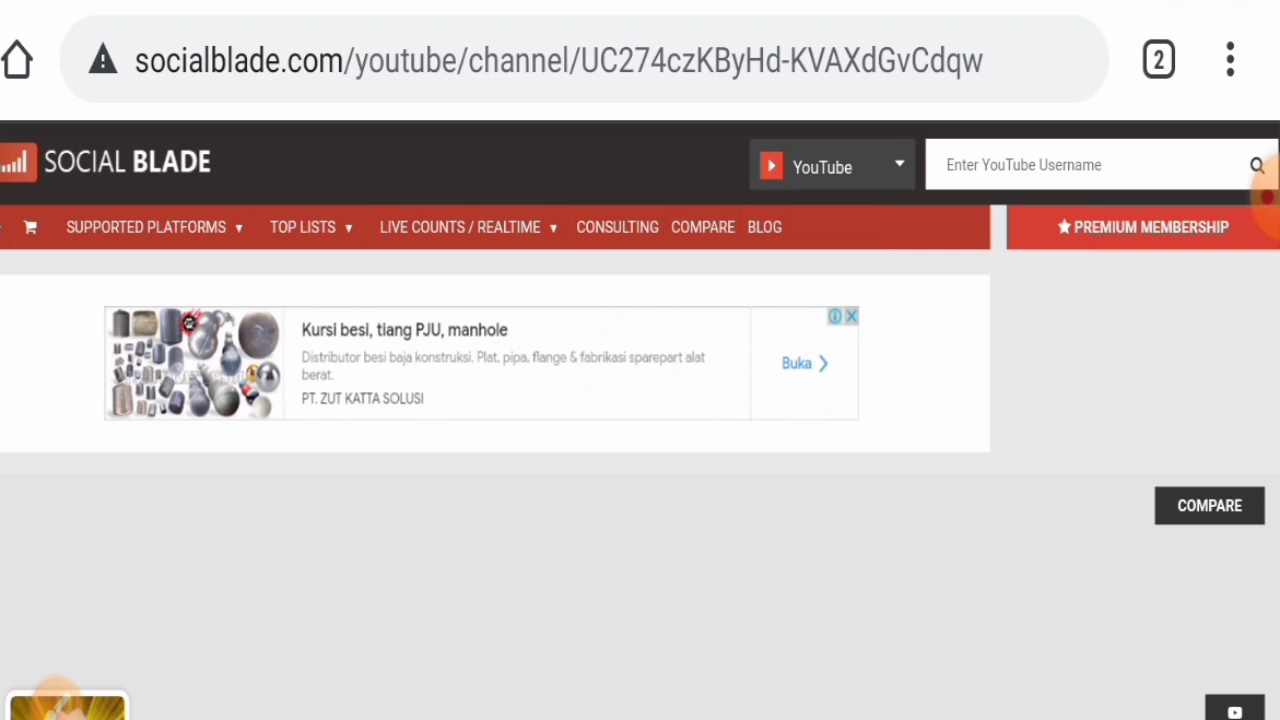 socialblade.com/youtube/channel/UC274czKByHd-KVAXdGvCdqw
2
SOCIAL BLADE
YouTube
Enter YouTube Username
SUPPORTED PLATFORMS ▾ TOP LISTS ▾ LIVE COUNTS / REALTIME ▾ CONSULTING COMPARE BLOG
PREMIUM MEMBERSHIP
Kursi besi, tiang PJU, manhole
Distributor besi baja konstruksi. Plat, pipa, flange & fabrikasi sparepart alat
berat.
PT. ZUT KATTA SOLUSI
Buka
COMPARE